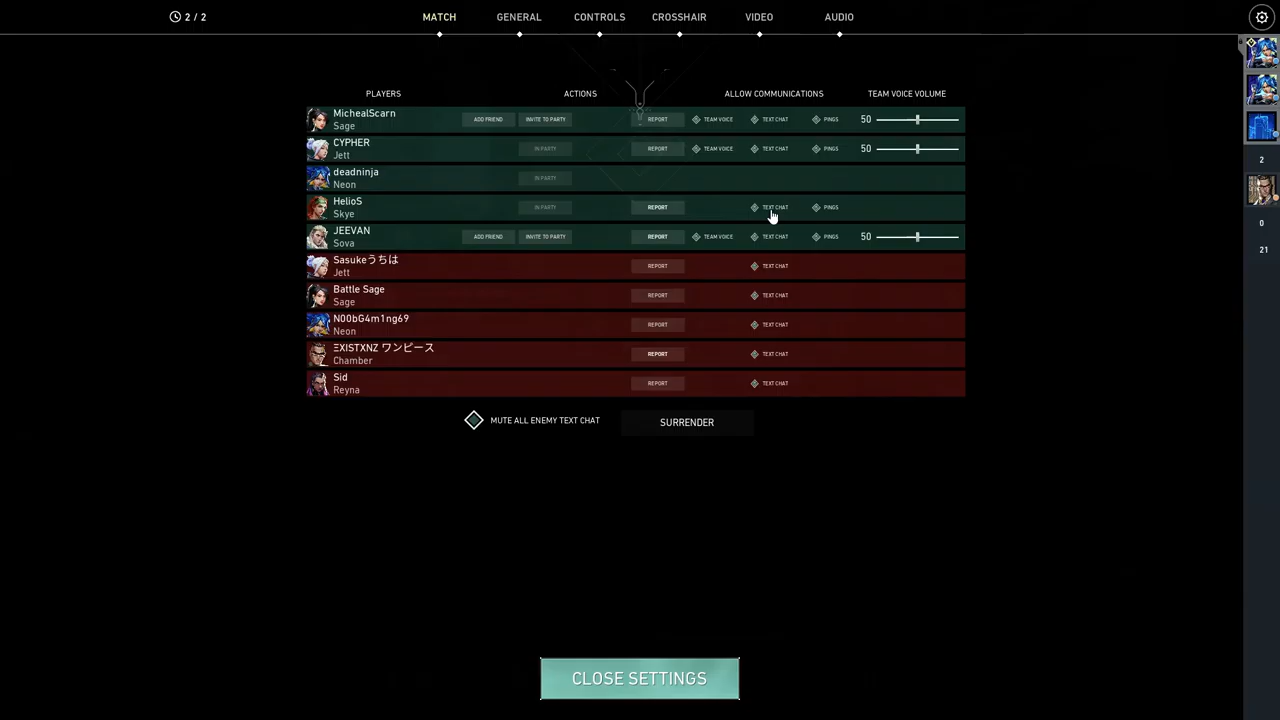 2 / 2
MATCH GENERAL CONTROLS CROSSHAIR VIDEO AUDIO
PLAYERS ACTIONS ALLOW COMMUNICATIONS TEAM VOICE VOLUME
MichealScarn
Sage
ADD FRIEND INVITE TO PARTY REPORT TEAM VOICE TEXT CHAT PINGS 50
CYPHER
Jett
IN PARTY REPORT TEAM VOICE TEXT CHAT PINGS 50
deadninja
Neon
IN PARTY
HelioS
Skye
IN PARTY REPORT TEXT CHAT PINGS
JEEVAN
Sova
ADD FRIEND INVITE TO PARTY REPORT TEAM VOICE TEXT CHAT PINGS 50
Sasukeうちは
Jett
REPORT TEXT CHAT
Battle Sage
Sage
REPORT TEXT CHAT
N00bG4m1ng69
Neon
REPORT TEXT CHAT
ΞXISTXNZ ワンピース
Chamber
REPORT TEXT CHAT
Sid
Reyna
REPORT TEXT CHAT
MUTE ALL ENEMY TEXT CHAT SURRENDER
CLOSE SETTINGS
2
0
21